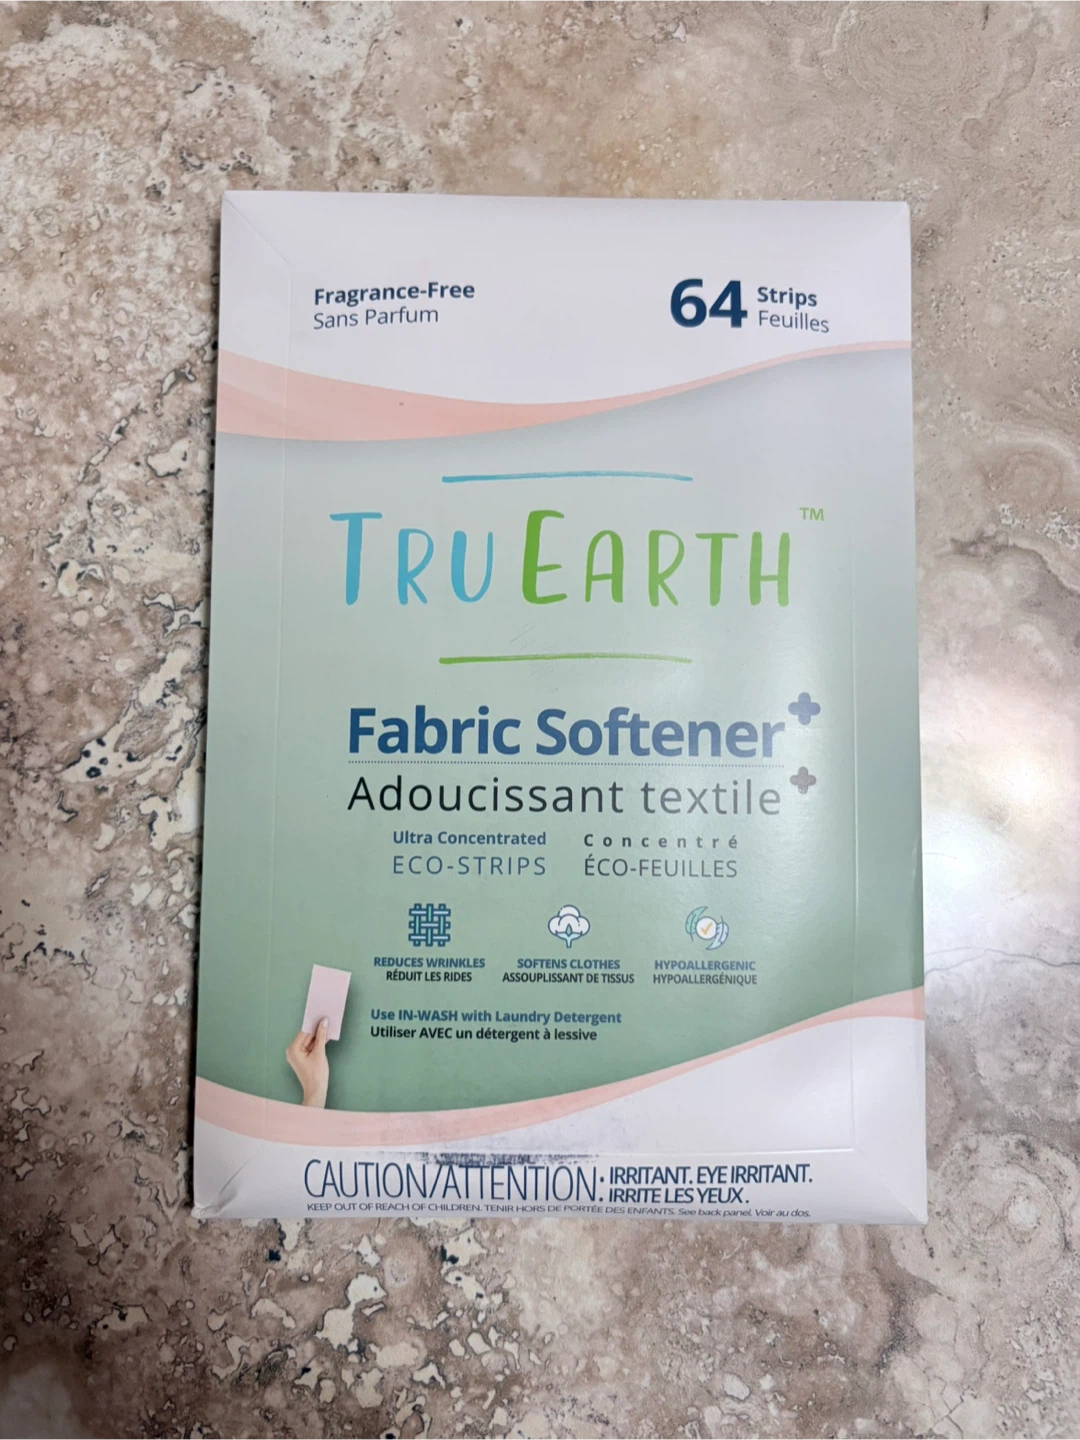 Fragrance-Free
Sans Parfum
64 Strips
Feuilles
TRU EARTH™
Fabric Softener+
Adoucissant textile+
Ultra Concentrated
ECO-STRIPS
Concentré
ÉCO-FEUILLES
REDUCES WRINKLES
RÉDUIT LES RIDES
SOFTENS CLOTHES
ASSOUPLISSANT DE TISSUS
HYPOALLERGENIC
HYPOALLERGÉNIQUE
Use IN-WASH with Laundry Detergent
Utiliser AVEC un détergent à lessive
CAUTION/ATTENTION: IRRITANT. EYE IRRITANT.
IRRITE LES YEUX.
KEEP OUT OF REACH OF CHILDREN. TENIR HORS DE PORTÉE DES ENFANTS. See back panel. Voir au dos.